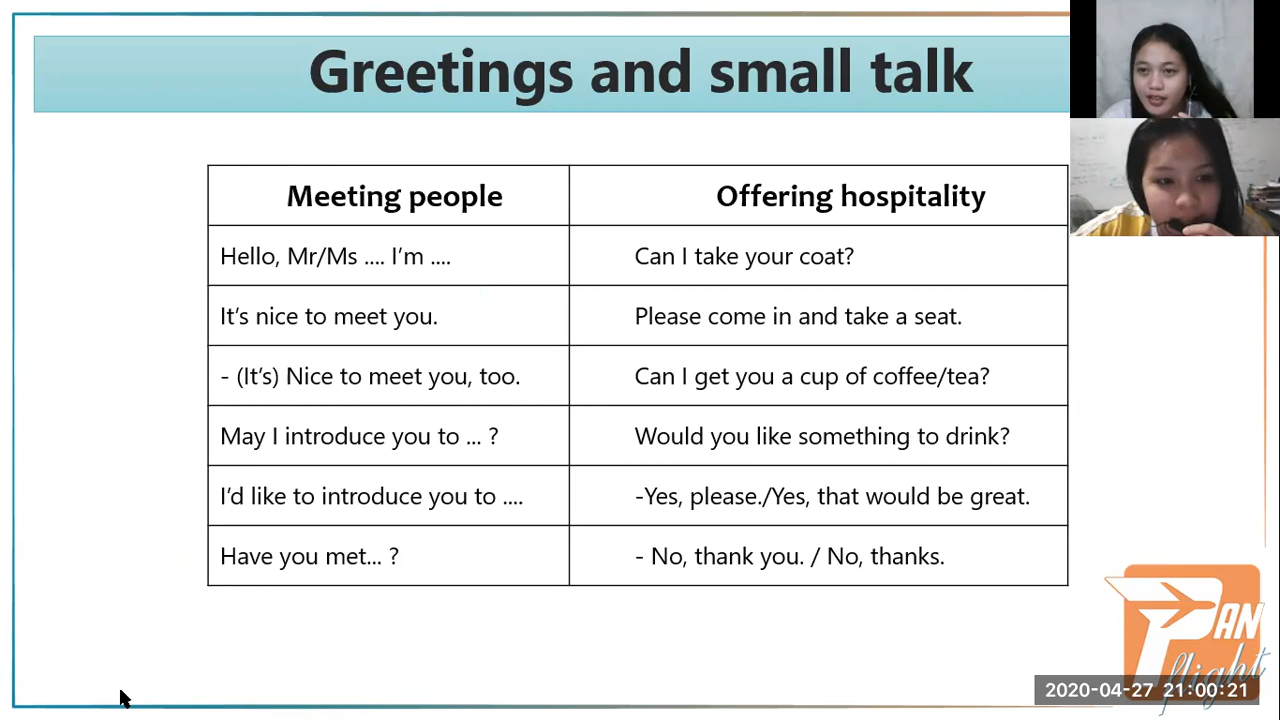 Greetings and small talk
Meeting people
Offering hospitality
Hello, Mr/Ms .... I’m ....
Can I take your coat?
It’s nice to meet you.
Please come in and take a seat.
- (It’s) Nice to meet you, too.
Can I get you a cup of coffee/tea?
May I introduce you to ... ?
Would you like something to drink?
I’d like to introduce you to ....
-Yes, please./Yes, that would be great.
Have you met... ?
- No, thank you. / No, thanks.
PAN
flight
2020-04-27 21:00:21